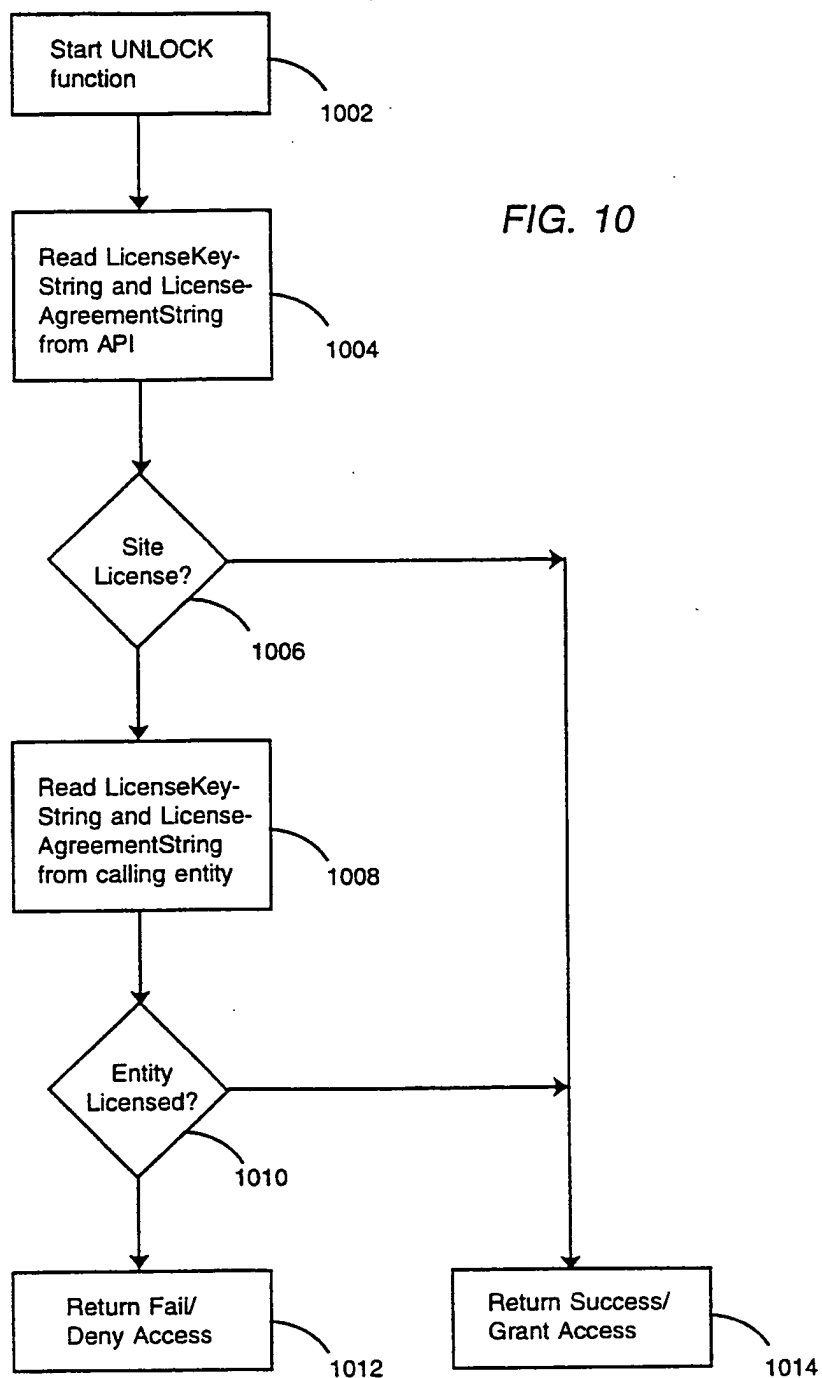 Start UNLOCK
function
1002
FIG. 10
Read LicenseKey-
String and License-
AgreementString
from API
1004
Site
License?
1006
Read LicenseKey-
String and License-
AgreementString
from calling entity
1008
Entity
Licensed?
1010
Return Fail/
Deny Access
1012
Return Success/
Grant Access
1014